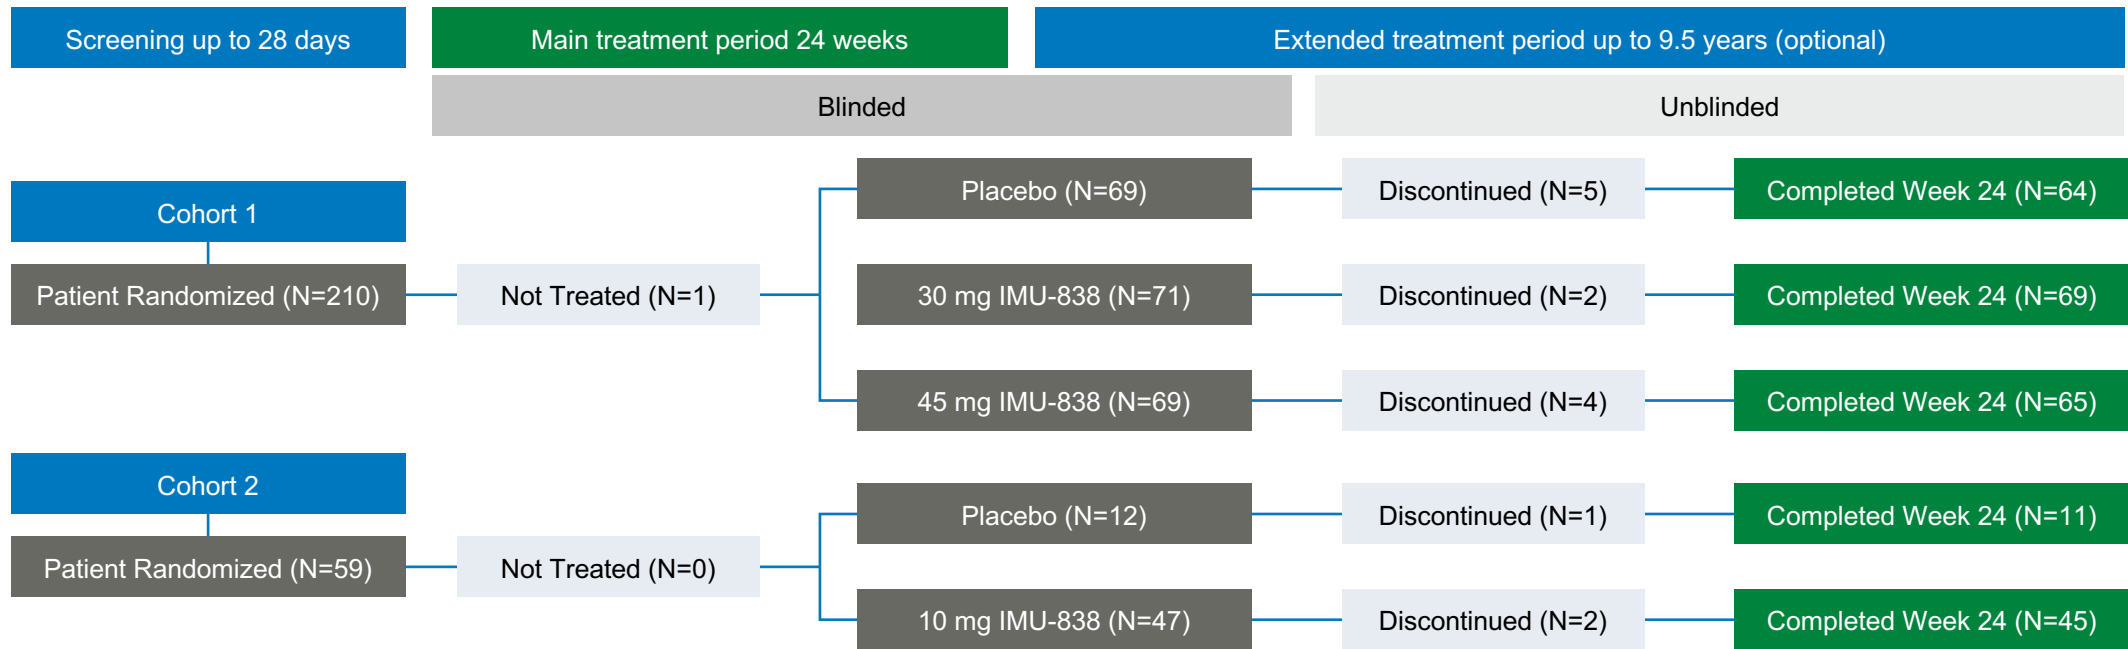 Screening up to 28 days
Main treatment period 24 weeks
Extended treatment period up to 9.5 years (optional)
Blinded
Unblinded
Cohort 1
Patient Randomized (N=210)
Not Treated (N=1)
Placebo (N=69)
Discontinued (N=5)
Completed Week 24 (N=64)
30 mg IMU-838 (N=71)
Discontinued (N=2)
Completed Week 24 (N=69)
45 mg IMU-838 (N=69)
Discontinued (N=4)
Completed Week 24 (N=65)
Cohort 2
Patient Randomized (N=59)
Not Treated (N=0)
Placebo (N=12)
Discontinued (N=1)
Completed Week 24 (N=11)
10 mg IMU-838 (N=47)
Discontinued (N=2)
Completed Week 24 (N=45)